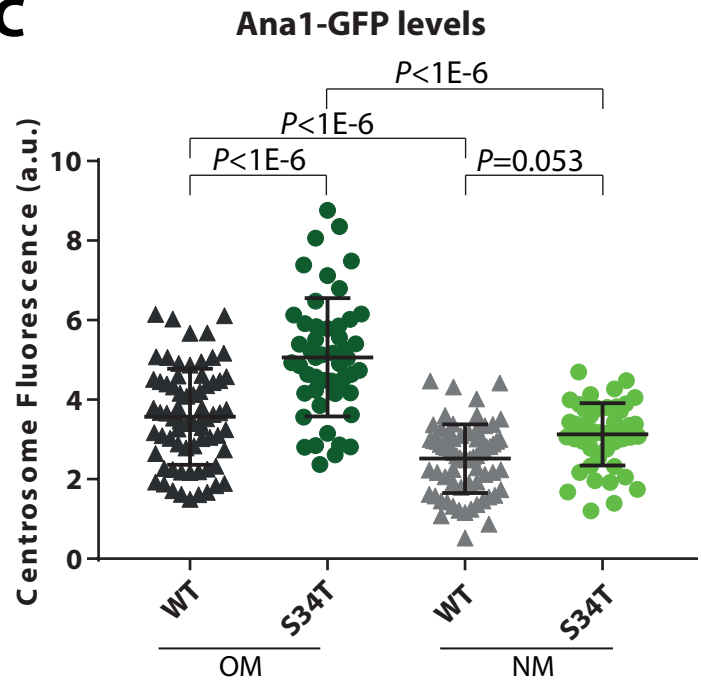 C
Ana1-GFP levels
P<1E-6
P<1E-6
P<1E-6
P=0.053
Centrosome Fluorescence (a.u.)
10
8
6
4
2
0
WT
S34T
WT
S34T
OM
NM